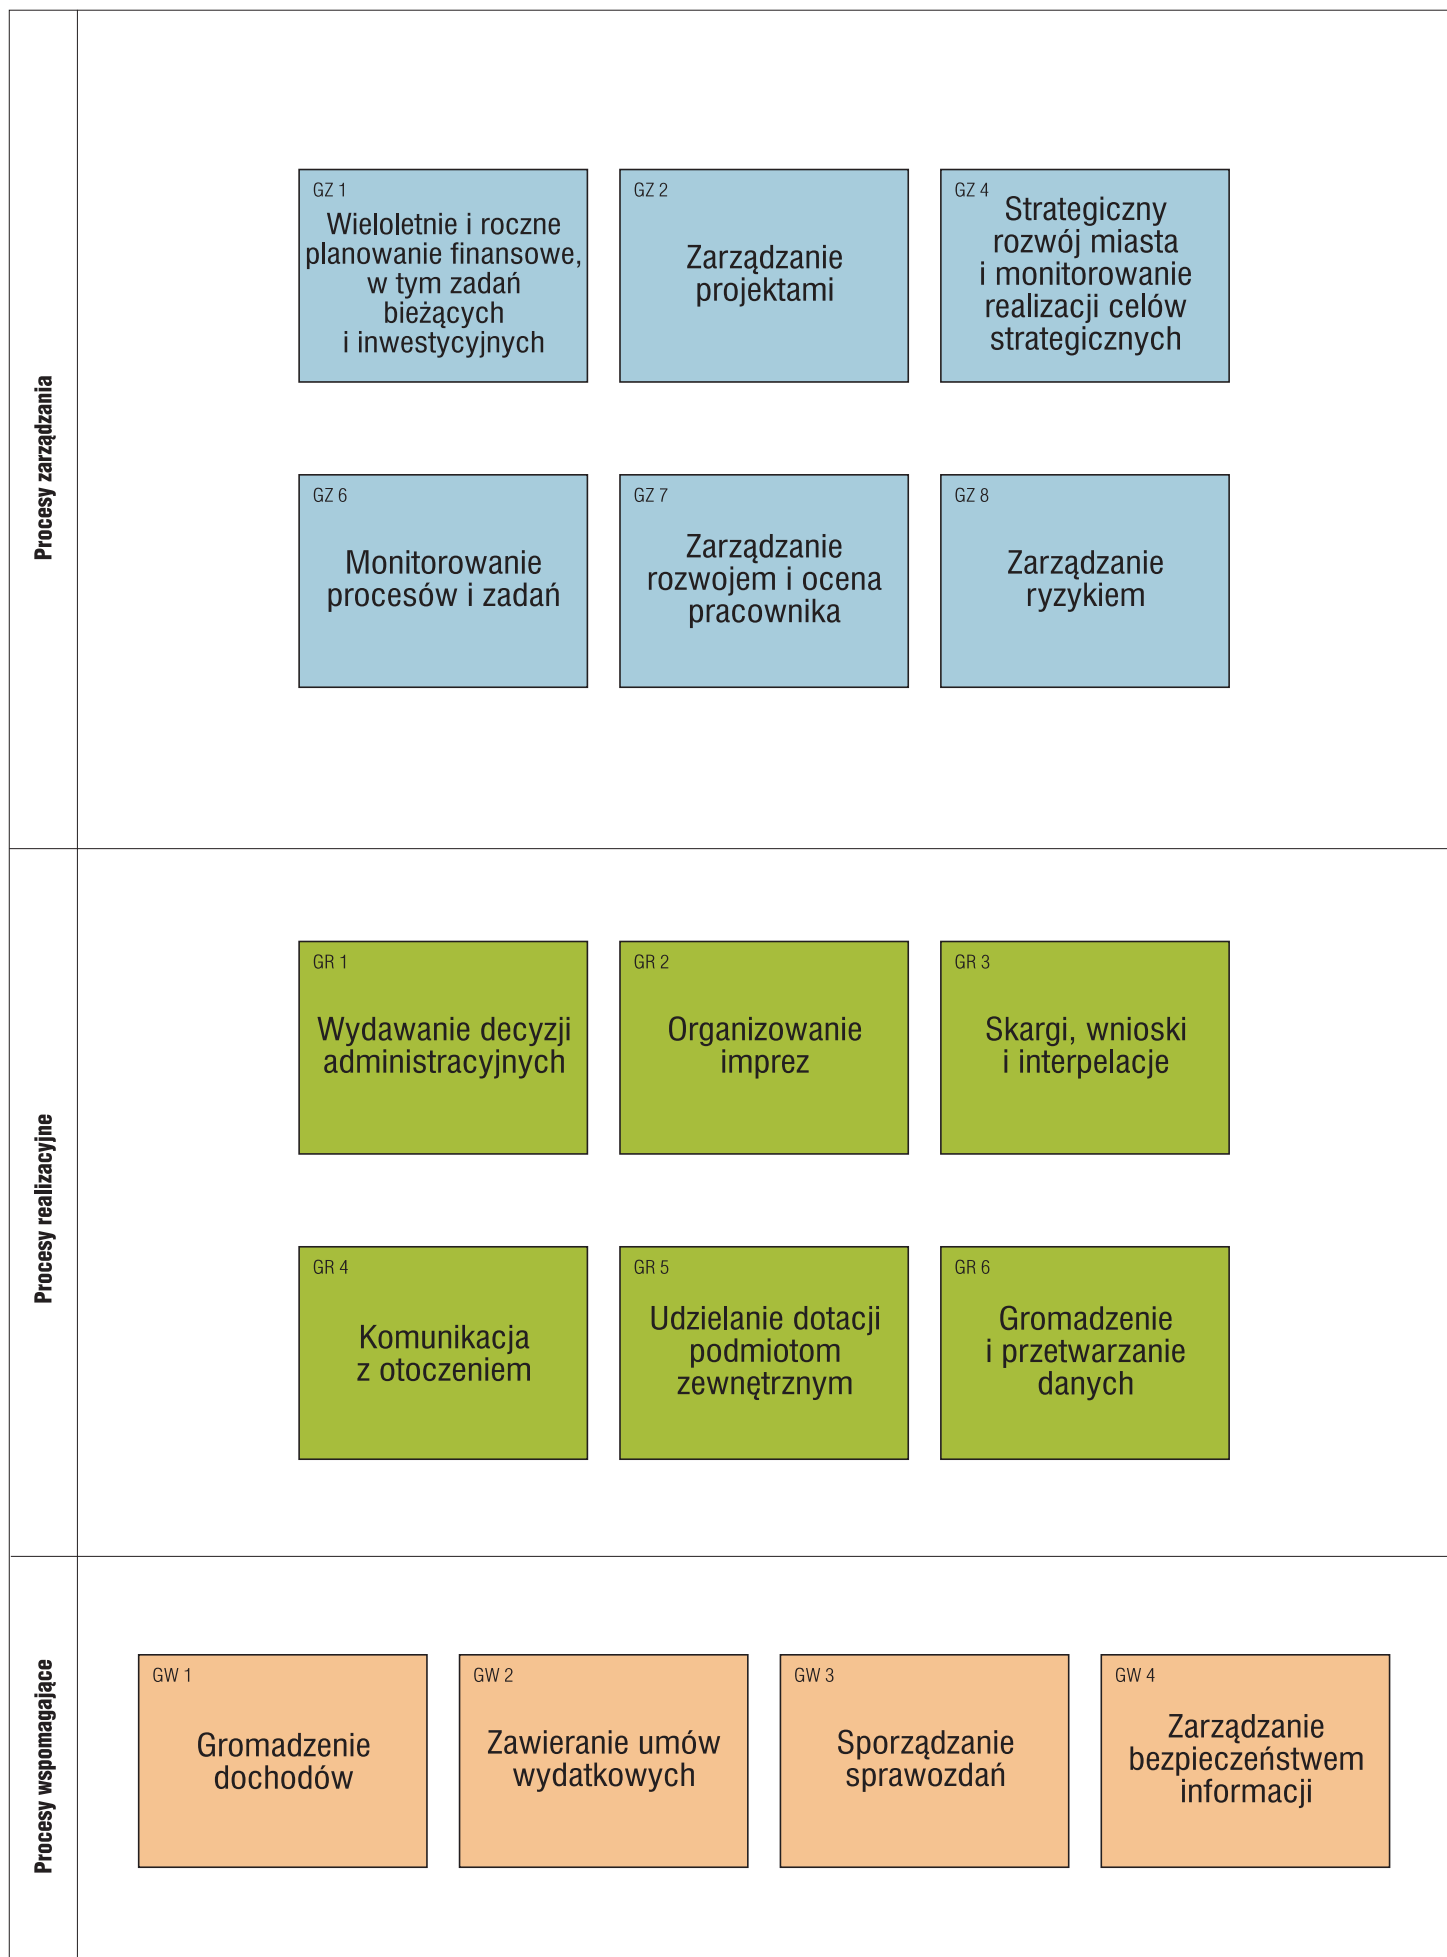 Procesy zarządzania
GZ 1
Wieloletnie i roczne
planowanie finansowe,
w tym zadań
bieżących
i inwestycyjnych
GZ 2
Zarządzanie
projektami
GZ 4
Strategiczny
rozwój miasta
i monitorowanie
realizacji celów
strategicznych
GZ 6
Monitorowanie
procesów i zadań
GZ 7
Zarządzanie
rozwojem i ocena
pracownika
GZ 8
Zarządzanie
ryzykiem
Procesy realizacyjne
GR 1
Wydawanie decyzji
administracyjnych
GR 2
Organizowanie
imprez
GR 3
Skargi, wnioski
i interpelacje
GR 4
Komunikacja
z otoczeniem
GR 5
Udzielanie dotacji
podmiotom
zewnętrznym
GR 6
Gromadzenie
i przetwarzanie
danych
Procesy wspomagające
GW 1
Gromadzenie
dochodów
GW 2
Zawieranie umów
wydatkowych
GW 3
Sporządzanie
sprawozdań
GW 4
Zarządzanie
bezpieczeństwem
informacji